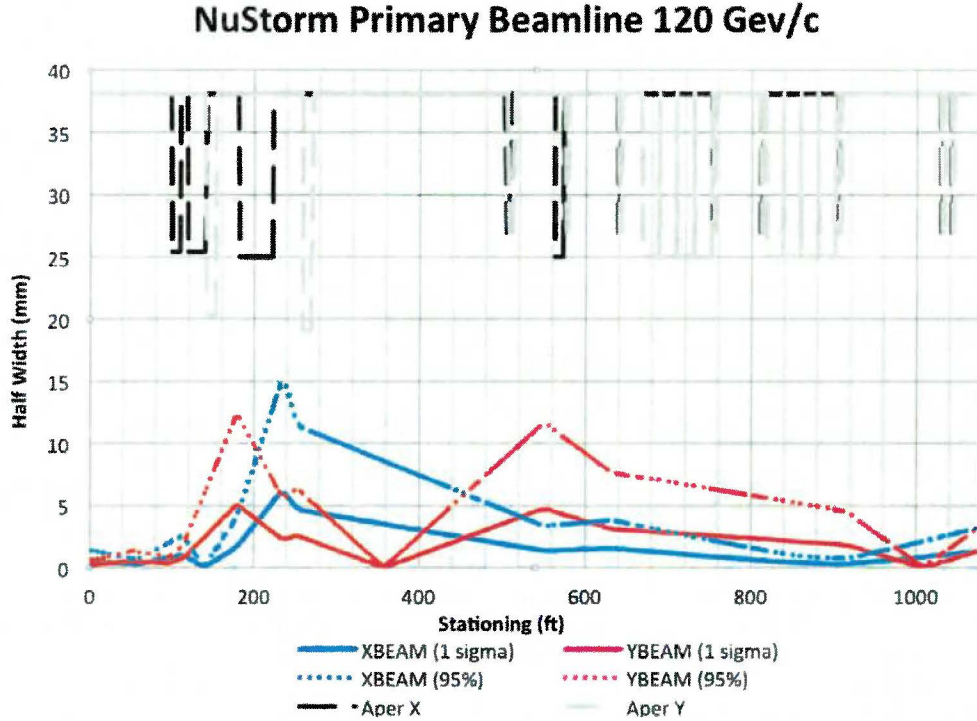 NuStorm Primary Beamline 120 Gev/c
40
35
30
25
20
15
10
5
0
Half Width (mm)
0 200 400 600 800 1000
Stationing (ft)
XBEAM (1 sigma) YBEAM (1 sigma)
XBEAM (95%) YBEAM (95%)
Aper X Aper Y